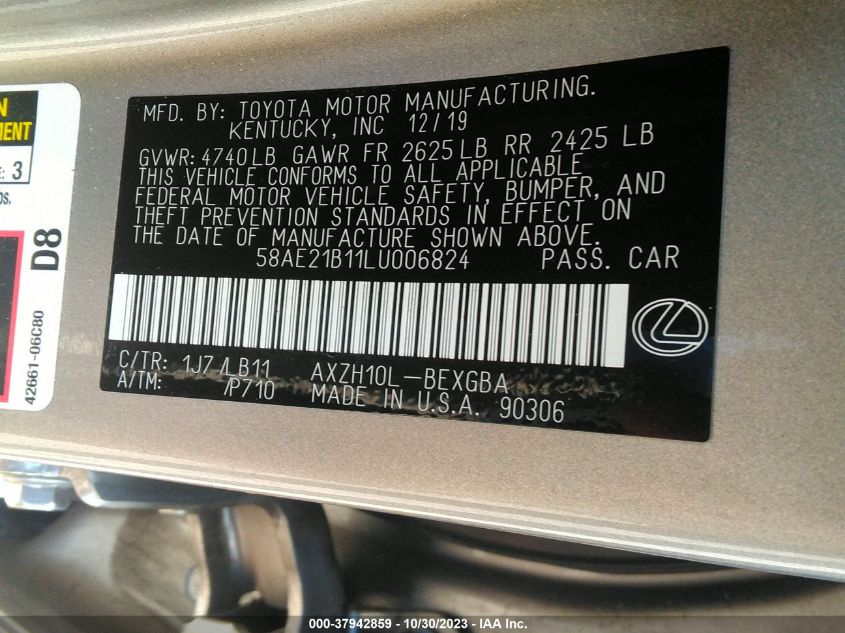 N
EMENT
E: 3
os.
D8
42661-06C80
MFD. BY: TOYOTA MOTOR MANUFACTURING.
KENTUCKY, INC 12/19
GVWR: 4740LB GAWR FR 2625LB RR 2425 LB
THIS VEHICLE CONFORMS TO ALL APPLICABLE
FEDERAL MOTOR VEHICLE SAFETY, BUMPER, AND
THEFT PREVENTION STANDARDS IN EFFECT ON
THE DATE OF MANUFACTURE SHOWN ABOVE.
58AE21B11LU006824 PASS. CAR
C/TR: 1J7 /LB11 AXZH10L-BEXGBA
A/TM: /P710 MADE IN U.S.A. 90306
000-37942859 - 10/30/2023 - IAA Inc.